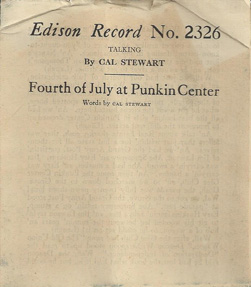 Edison Record No. 2326
TALKING
By CAL STEWART
Fourth of July at Punkin Center
Words by CAL STEWART